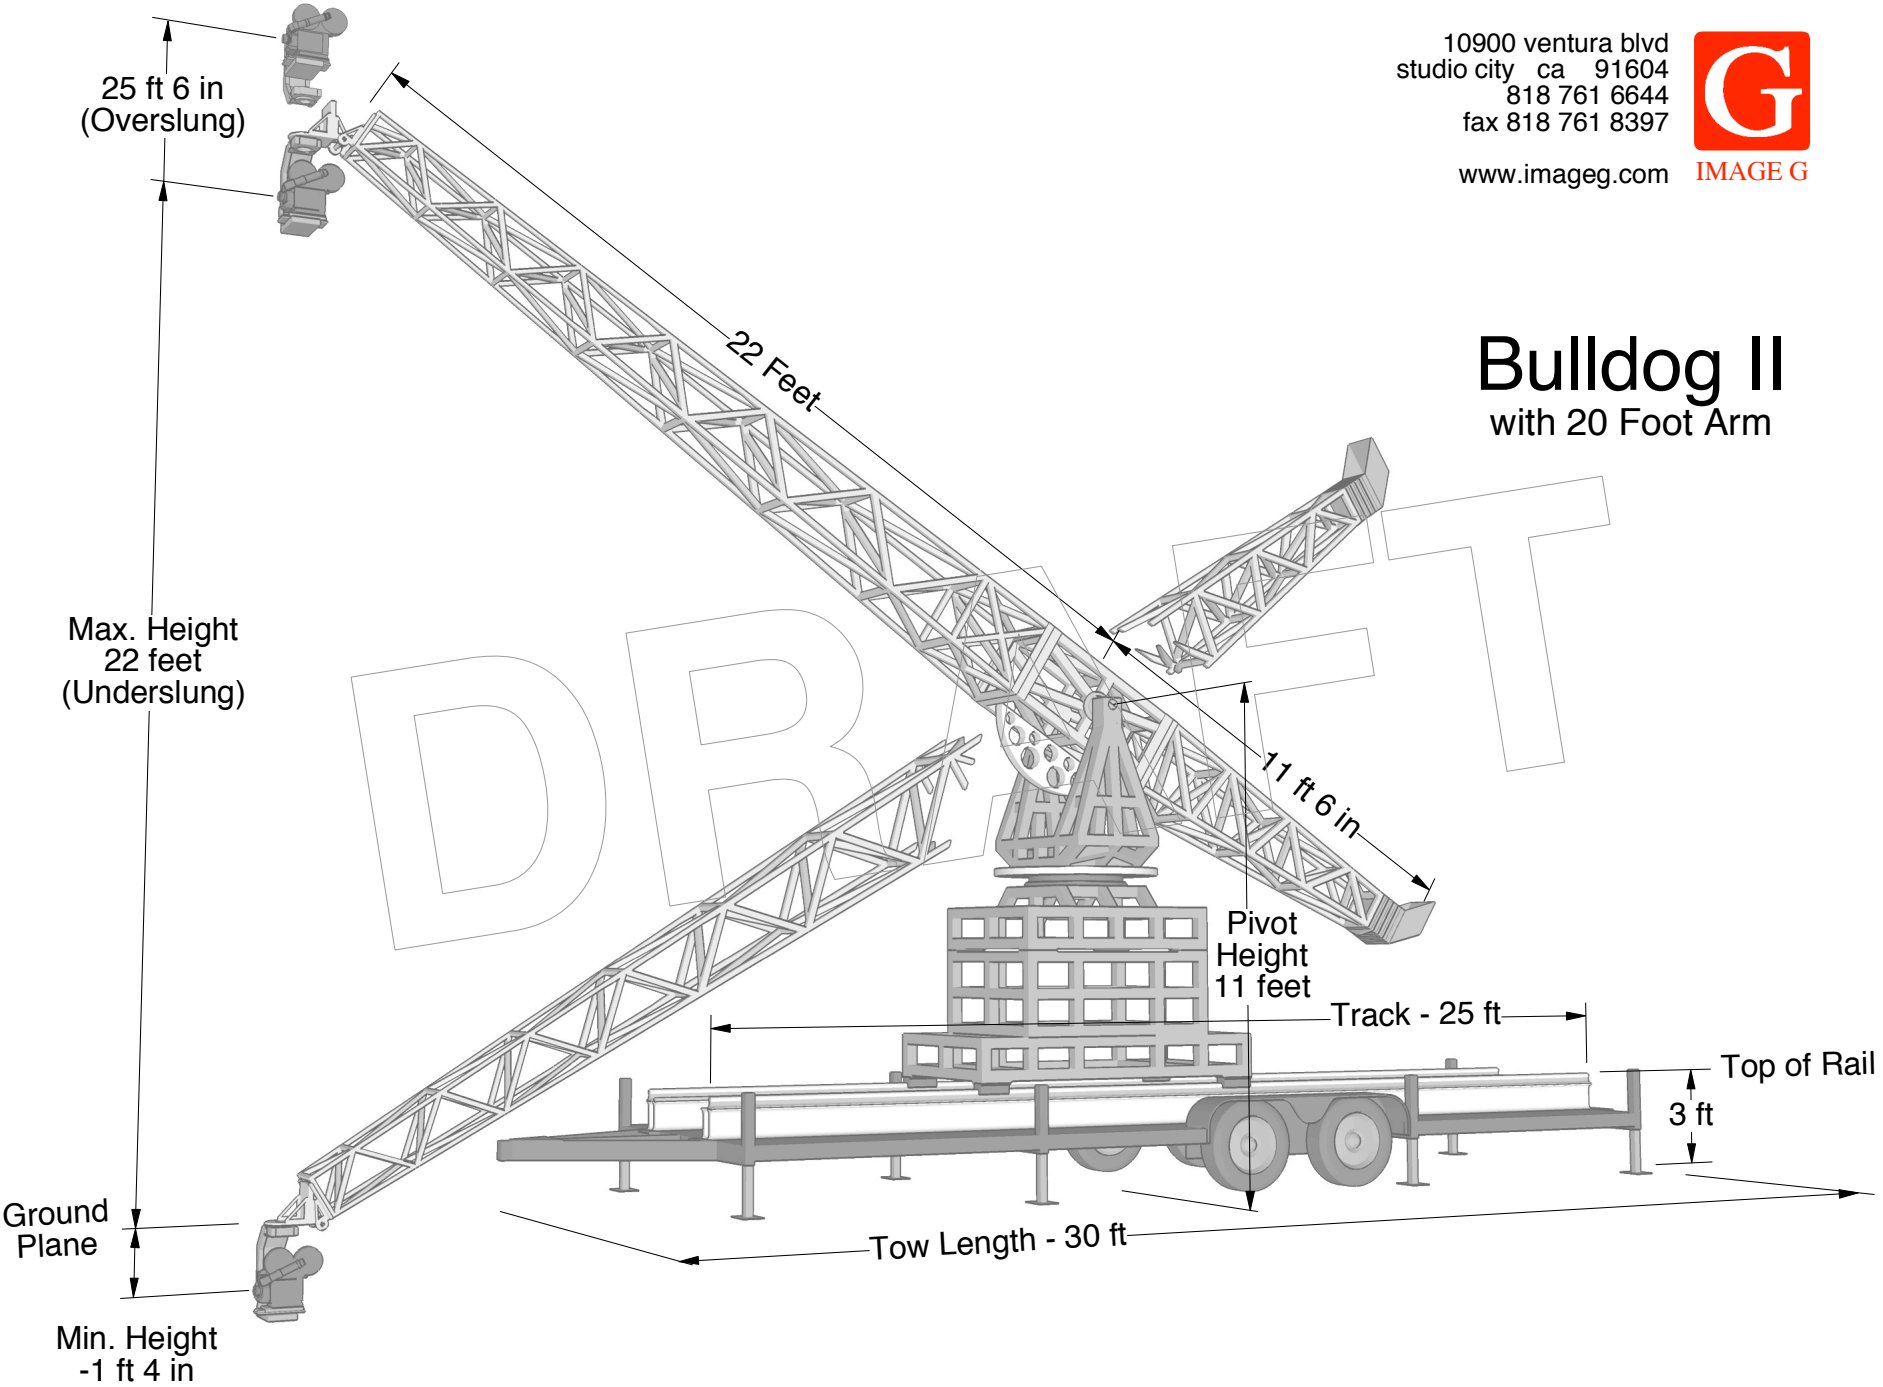 10900 ventura blvd
studio city ca 91604
818 761 6644
fax 818 761 8397
www.imageg.com
G
IMAGE G
25 ft 6 in
(Overslung)
22 Feet
Bulldog II
with 20 Foot Arm
Max. Height
22 feet
(Underslung)
DRAFT
11 ft 6 in
Pivot
Height
11 feet
Track - 25 ft
Top of Rail
3 ft
Ground
Plane
Tow Length - 30 ft
Min. Height
-1 ft 4 in